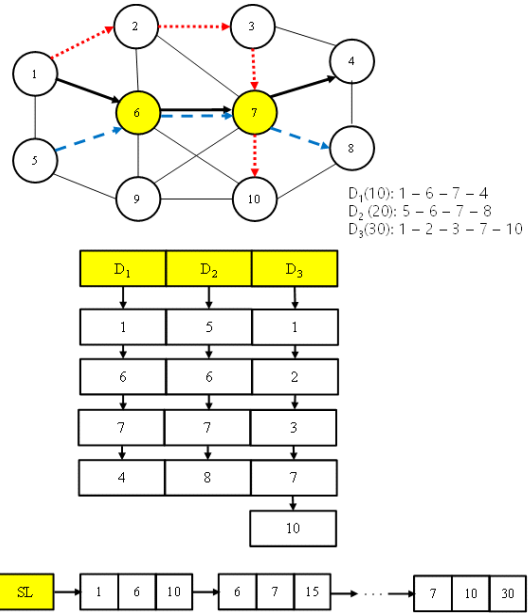 2
3
1
4
6
7
5
8
9
10
D1(10): 1 – 6 – 7 – 4
D2 (20): 5 – 6 – 7 – 8
D3(30): 1 – 2 – 3 – 7 – 10
D1 D2 D3
1 5 1
6 6 2
7 7 3
4 8 7
10
SL 1 6 10 6 7 15 · · · 7 10 30